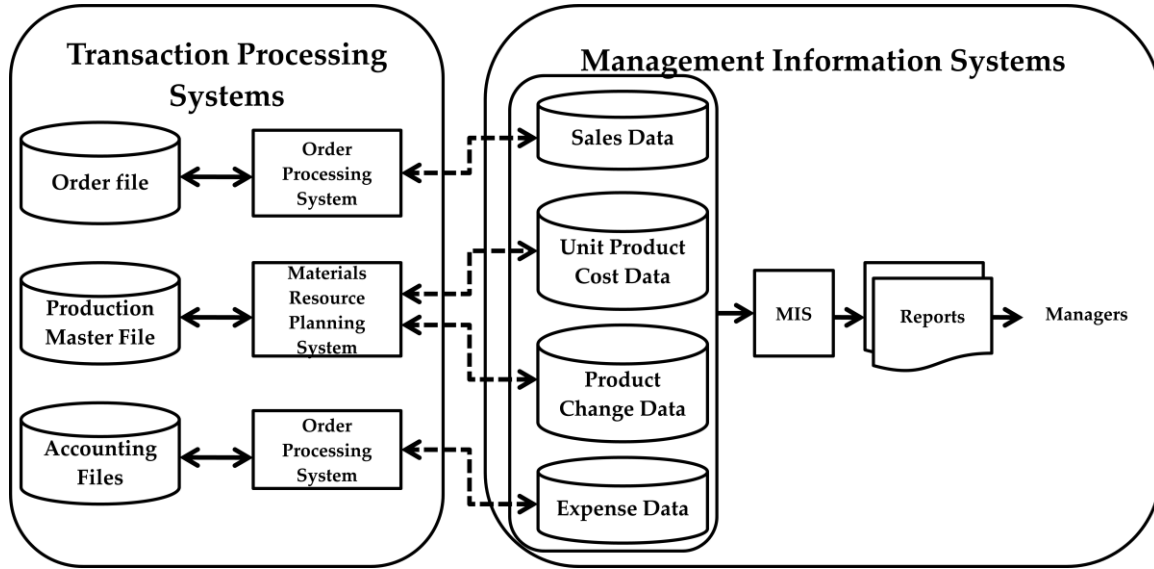 Transaction Processing
Systems
Order file
Order
Processing
System
Production
Master File
Materials
Resource
Planning
System
Accounting
Files
Order
Processing
System
Management Information Systems
Sales Data
Unit Product
Cost Data
Product
Change Data
Expense Data
MIS
Reports
Managers